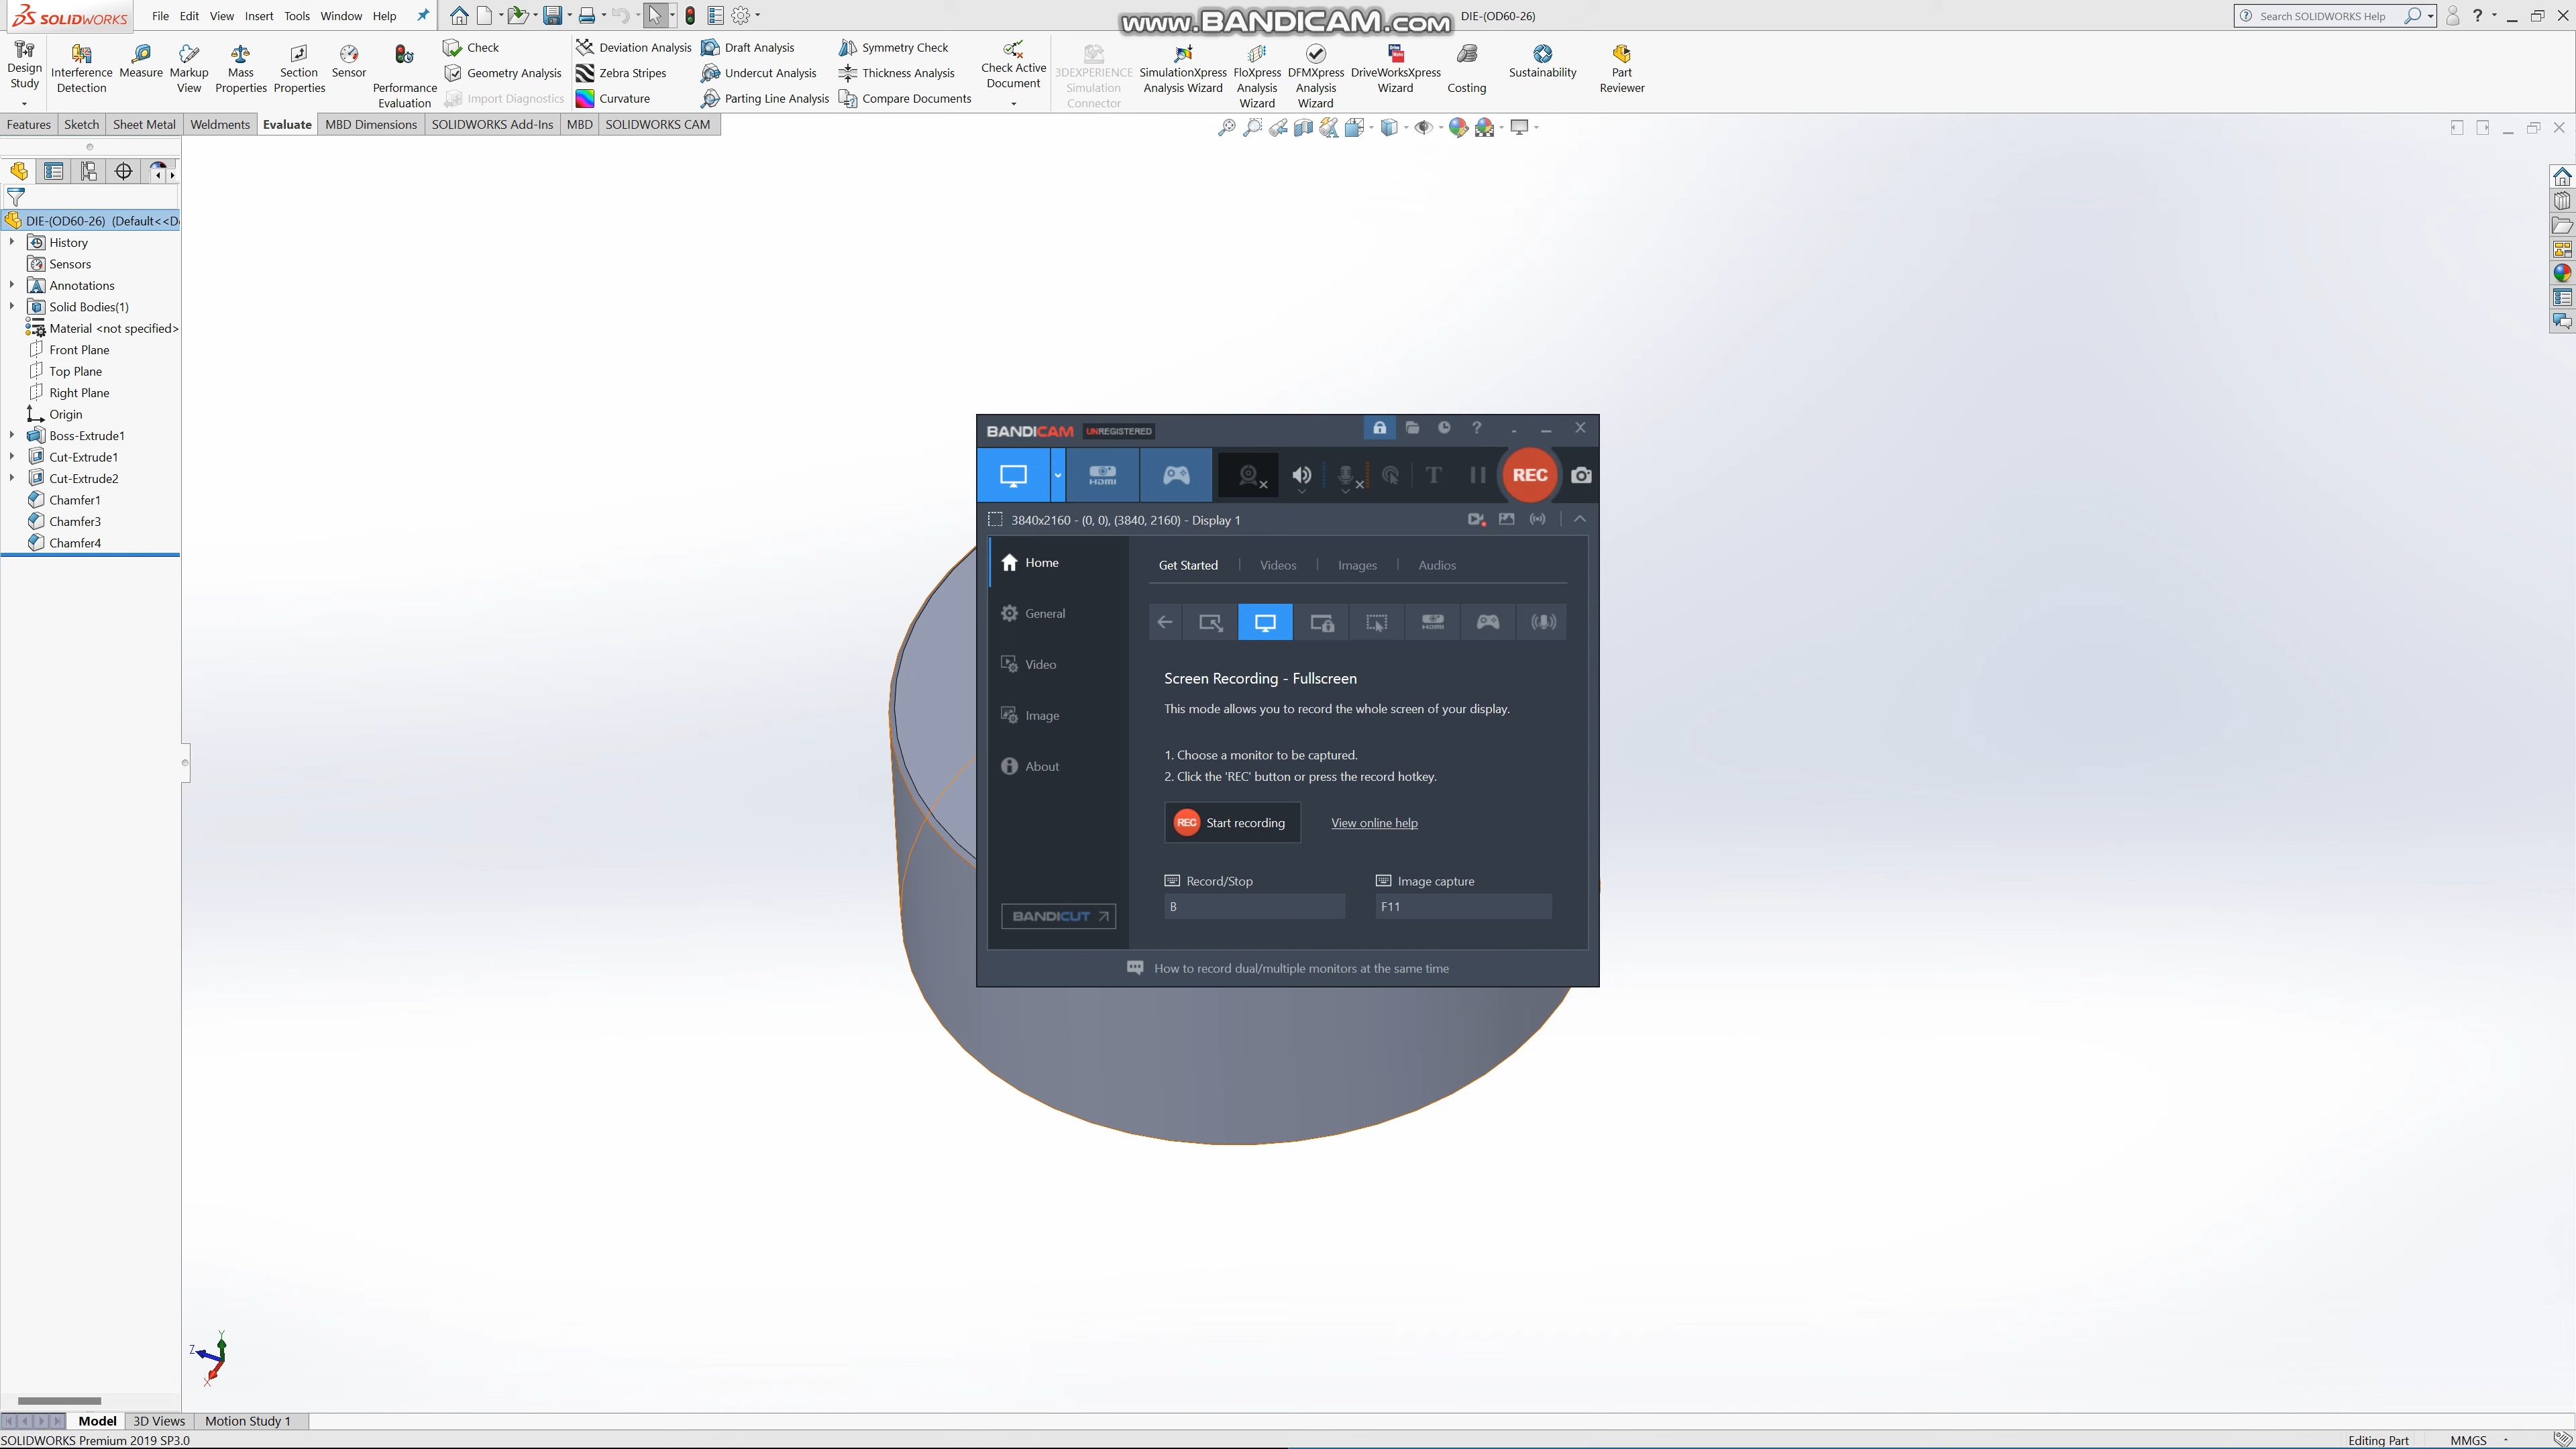 SOLIDWORKS
File Edit View Insert Tools Window Help
www.BANDICAM.com
DIE-(OD60-26)
Search SOLIDWORKS Help
Design Study
Interference Detection
Measure
Markup View
Mass Properties
Section Properties
Sensor
Performance Evaluation
Check
Geometry Analysis
Import Diagnostics
Deviation Analysis
Zebra Stripes
Curvature
Draft Analysis
Undercut Analysis
Parting Line Analysis
Symmetry Check
Thickness Analysis
Compare Documents
Check Active Document
3DEXPERIENCE Simulation Connector
SimulationXpress Analysis Wizard
FloXpress Analysis Wizard
DFMXpress Analysis Wizard
DriveWorksXpress Wizard
Costing
Sustainability
Part Reviewer
Features Sketch Sheet Metal Weldments Evaluate MBD Dimensions SOLIDWORKS Add-Ins MBD SOLIDWORKS CAM
DIE-(OD60-26) (Default<<D
History
Sensors
Annotations
Solid Bodies(1)
Material <not specified>
Front Plane
Top Plane
Right Plane
Origin
Boss-Extrude1
Cut-Extrude1
Cut-Extrude2
Chamfer1
Chamfer3
Chamfer4
BANDICAM UNREGISTERED
HDMI
REC
3840x2160 - (0, 0), (3840, 2160) - Display 1
Home
General
Video
Image
About
BANDICUT
Get Started Videos Images Audios
HDMI
Screen Recording - Fullscreen
This mode allows you to record the whole screen of your display.
1. Choose a monitor to be captured.
2. Click the 'REC' button or press the record hotkey.
REC Start recording
View online help
Record/Stop
B
Image capture
F11
How to record dual/multiple monitors at the same time
Y
Z
X
Model 3D Views Motion Study 1
SOLIDWORKS Premium 2019 SP3.0
Editing Part
MMGS